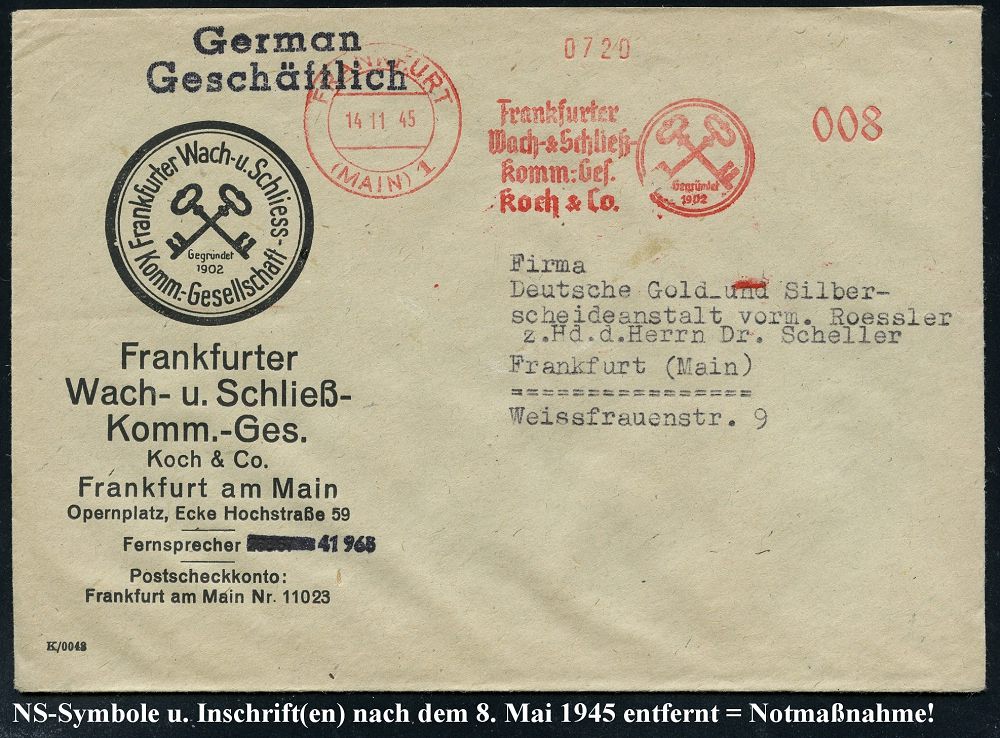 German
Geschäftlich
FRANKFURT
14 11 45
(MAIN) 1
0720
Frankfurter
Wach-&Schließ-
Komm:Ges.
Koch & Co.
Gegründet
1902
008
Frankfurter Wach-u.Schliess-
Komm.-Gesellschaft
Gegründet
1902
Frankfurter
Wach- u. Schließ-
Komm.-Ges.
Koch & Co.
Frankfurt am Main
Opernplatz, Ecke Hochstraße 59
Fernsprecher 41 968
Postscheckkonto:
Frankfurt am Main Nr. 11023
K/0048
Firma
Deutsche Gold-und Silber-
scheideanstalt vorm. Roessler
z.Hd.d.Herrn Dr. Scheller
Frankfurt (Main)
=================
Weissfrauenstr. 9
NS-Symbole u. Inschrift(en) nach dem 8. Mai 1945 entfernt = Notmaßnahme!